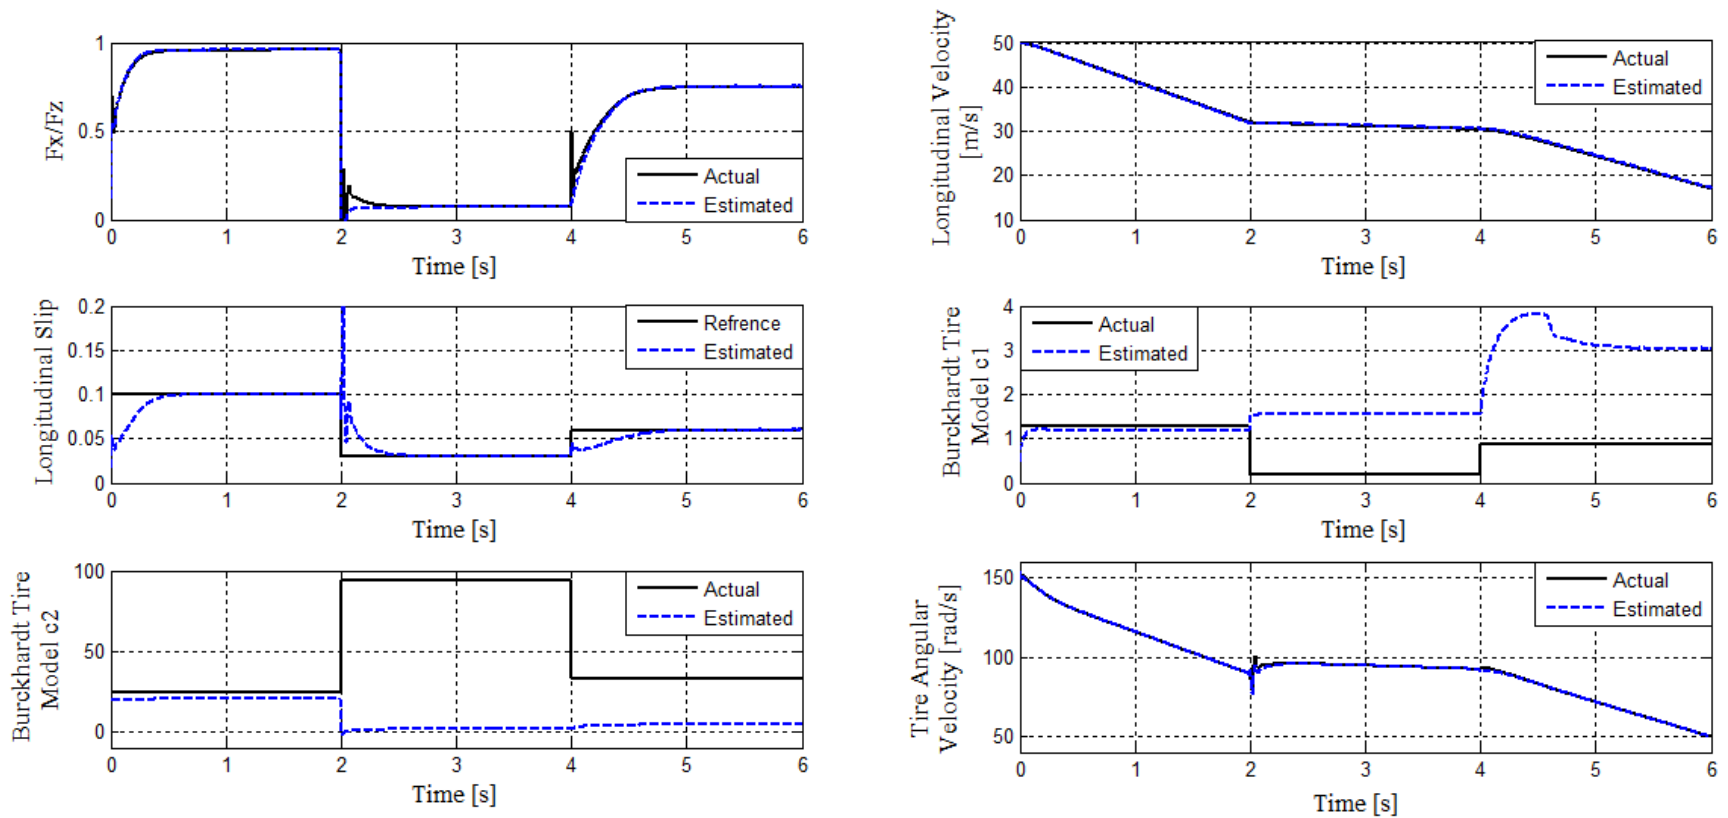 1
0.5
0
Fx/Fz
Actual
Estimated
0 1 2 3 4 5 6
Time [s]
50
40
30
20
10
Longitudinal Velocity
[m/s]
Actual
Estimated
0 1 2 3 4 5 6
Time [s]
0.2
0.15
0.1
0.05
0
Longitudinal Slip
Refrence
Estimated
0 1 2 3 4 5 6
Time [s]
4
3
2
1
0
Burckhardt Tire
Model c1
Actual
Estimated
0 1 2 3 4 5 6
Time [s]
100
50
0
Burckhardt Tire
Model c2
Actual
Estimated
0 1 2 3 4 5 6
Time [s]
150
100
50
Tire Angular
Velocity [rad/s]
Actual
Estimated
0 1 2 3 4 5 6
Time [s]